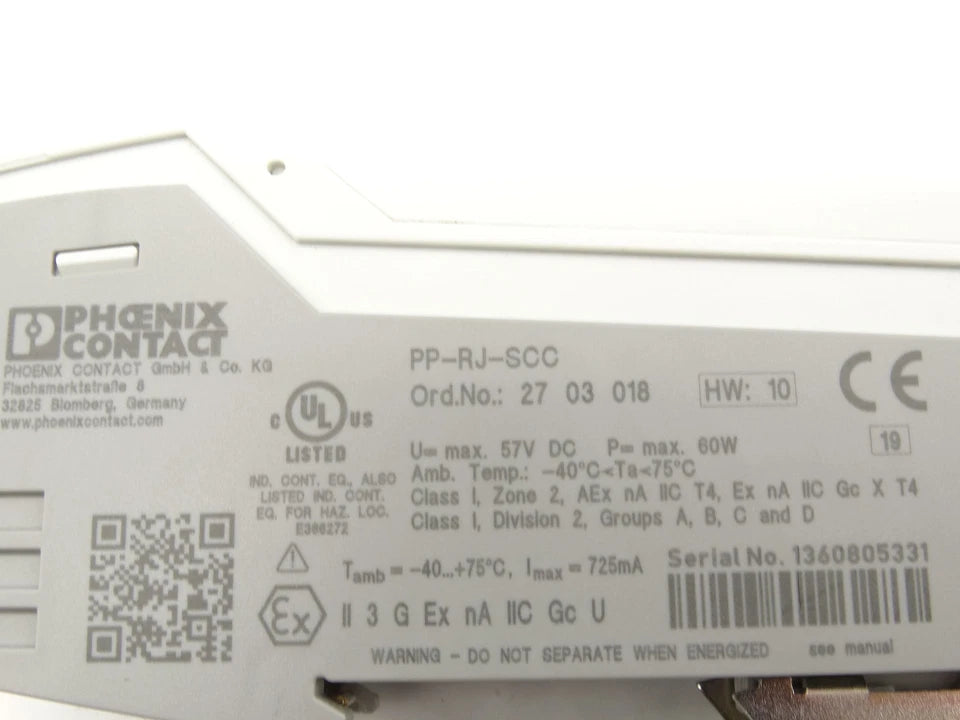 PHŒNIX
CONTACT
PHOENIX CONTACT GmbH & Co. KG
Flachsmarktstraße 8
32825 Blomberg, Germany
www.phoenixcontact.com
C UL US
LISTED
IND. CONT. EQ., ALSO
LISTED IND. CONT.
EQ. FOR HAZ. LOC.
E366272
PP-RJ-SCC
Ord.No.: 27 03 018
HW: 10
CE
19
U= max. 57V DC P= max. 60W
Amb. Temp.: -40°C<Ta<75°C
Class I, Zone 2, AEx nA IIC T4, Ex nA IIC Gc X T4
Class I, Division 2, Groups A, B, C and D
Tamb = -40...+75°C, Imax = 725mA
Serial No. 1360805331
Ex II 3 G Ex nA IIC Gc U
WARNING - DO NOT SEPARATE WHEN ENERGIZED see manual